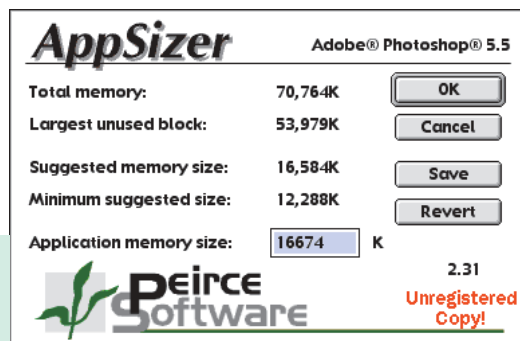 AppSizer Adobe® Photoshop® 5.5
Total memory: 70,764K OK
Largest unused block: 53,979K Cancel
Suggested memory size: 16,584K Save
Minimum suggested size: 12,288K Revert
Application memory size: 16674 K
2.31
Peirce
Software
Unregistered
Copy!